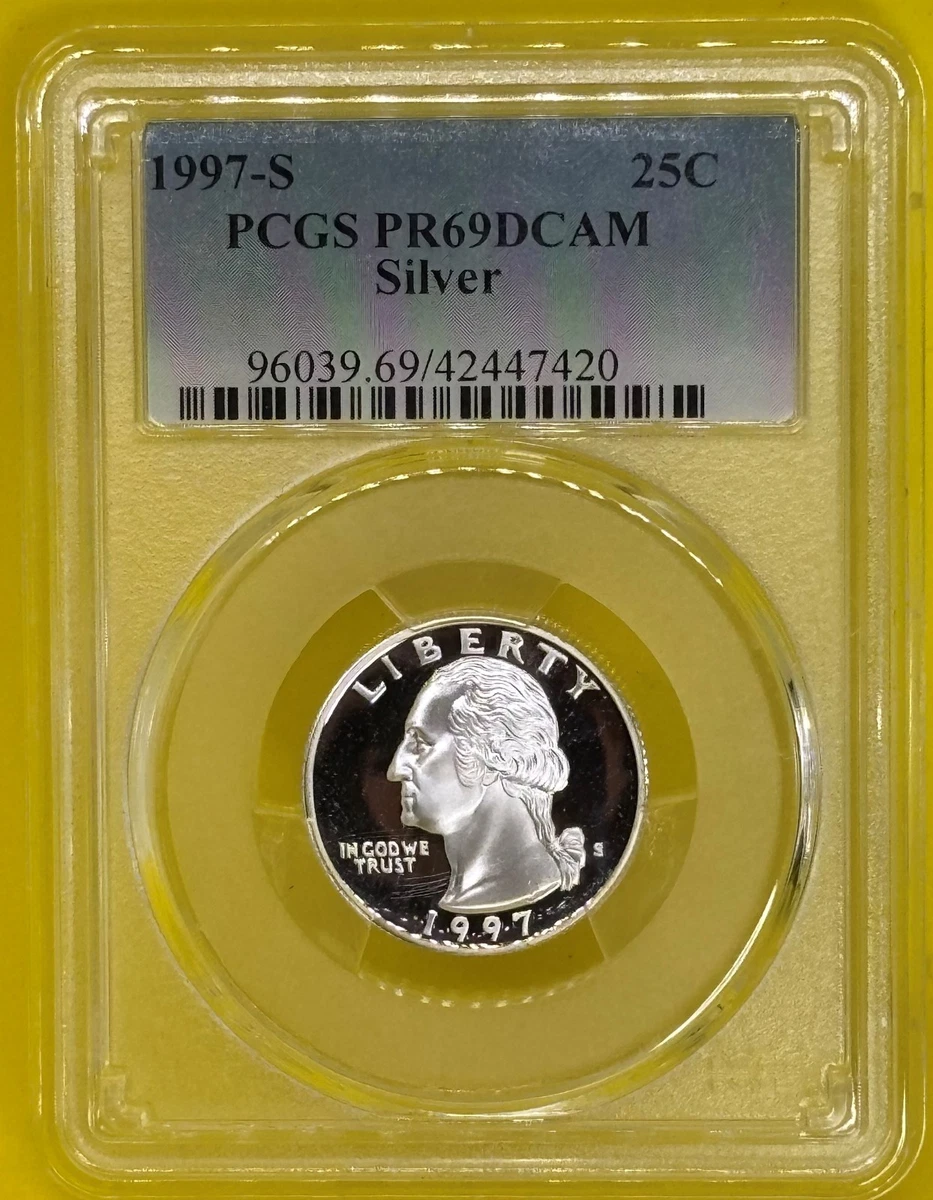 1997-S 25C
PCGS PR69DCAM
Silver
96039.69/42447420
LIBERTY
IN GOD WE
TRUST
S
1997